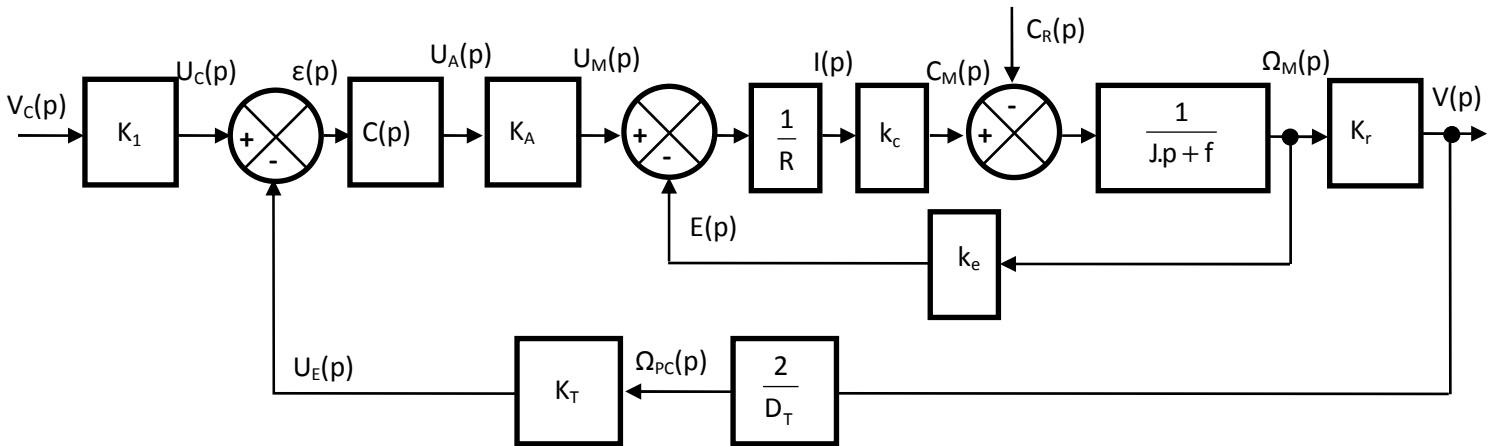 C_R(p)
V_C(p)
K_1
U_C(p)
+
-
ε(p)
C(p)
U_A(p)
K_A
U_M(p)
+
-
1
R
I(p)
k_c
C_M(p)
-
+
1
J.p + f
Ω_M(p)
K_r
V(p)
E(p)
k_e
U_E(p)
K_T
Ω_PC(p)
2
D_T